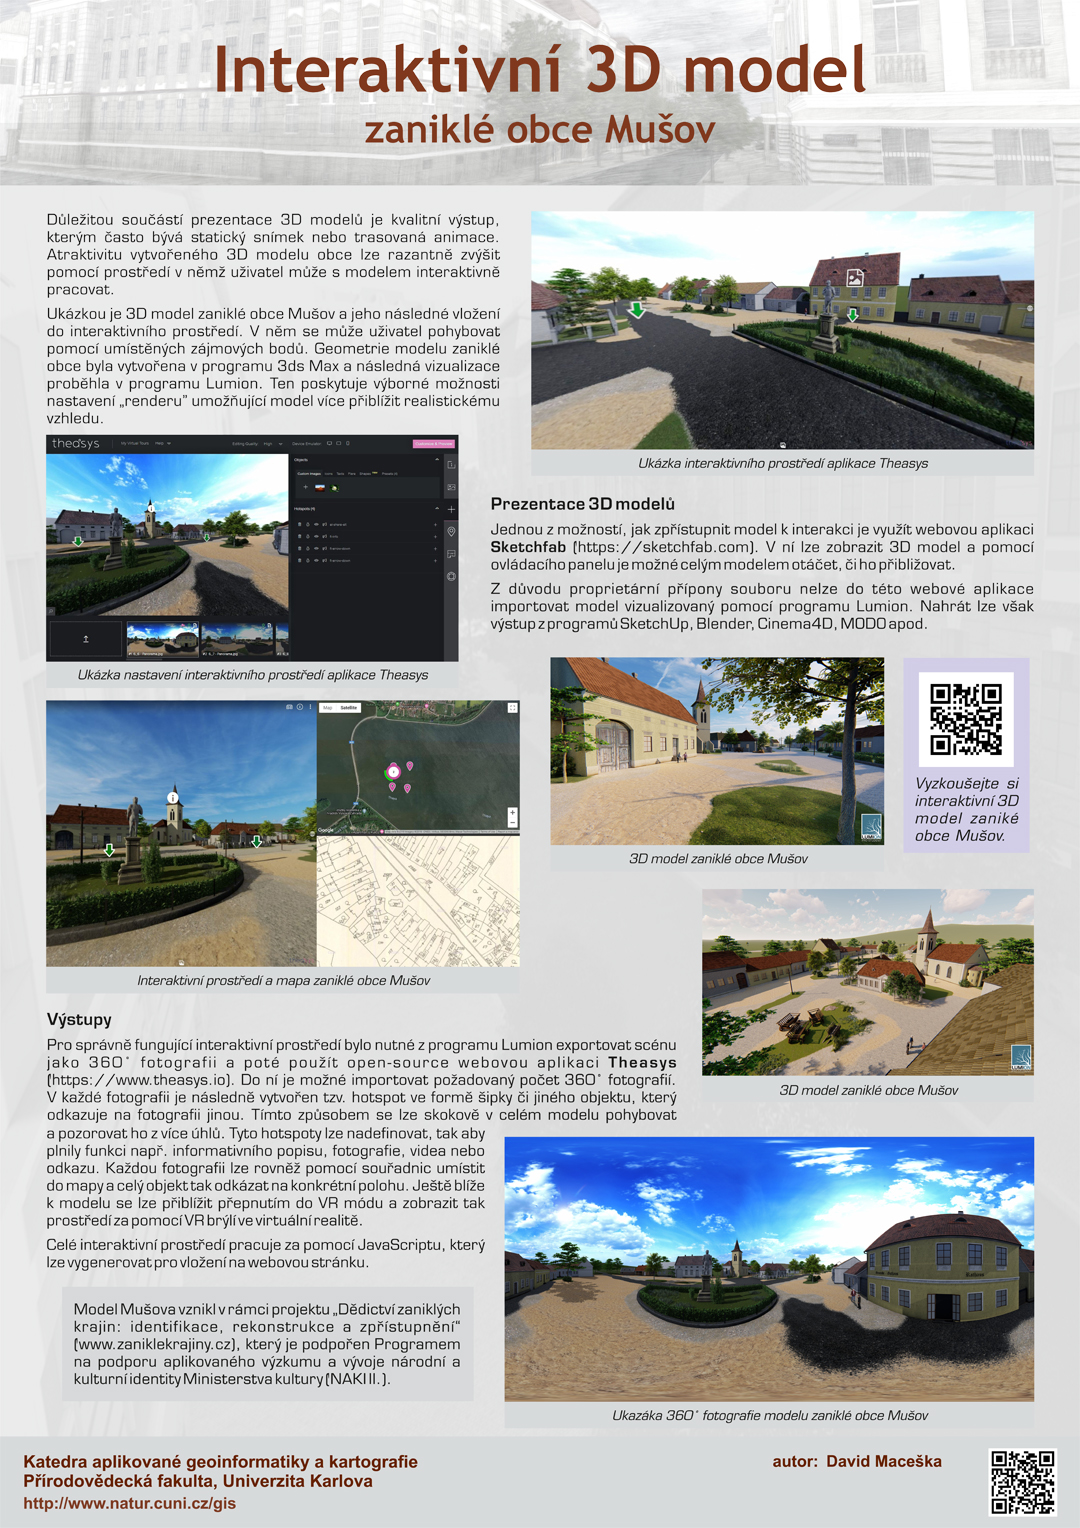 Interaktivní 3D model
zaniklé obce Mušov
Důležitou součástí prezentace 3D modelů je kvalitní výstup,
kterým často bývá statický snímek nebo trasovaná animace.
Atraktivitu vytvořeného 3D modelu obce lze razantně zvýšit
pomocí prostředí v němž uživatel může s modelem interaktivně
pracovat.
Ukázkou je 3D model zaniklé obce Mušov a jeho následné vložení
do interaktivního prostředí. V něm se může uživatel pohybovat
pomocí umístěných zájmových bodů. Geometrie modelu zaniklé
obce byla vytvořena v programu 3ds Max a následná vizualizace
proběhla v programu Lumion. Ten poskytuje výborné možnosti
nastavení „renderu” umožňující model více přiblížit realistickému
vzhledu.
theasys
Objects
Hotspots (4)
Ukázka nastavení interaktivního prostředí aplikace Theasys
Ukázka interaktivního prostředí aplikace Theasys
Prezentace 3D modelů
Jednou z možností, jak zpřístupnit model k interakci je využít webovou aplikaci
Sketchfab (https://sketchfab.com). V ní lze zobrazit 3D model a pomocí
ovládacího panelu je možné celým modelem otáčet, či ho přibližovat.
Z důvodu proprietární přípony souboru nelze do této webové aplikace
importovat model vizualizovaný pomocí programu Lumion. Nahrát lze však
výstup z programů SketchUp, Blender, Cinema4D, MODO apod.
Map Satellite
Google
Interaktivní prostředí a mapa zaniklé obce Mušov
LUMION
3D model zaniklé obce Mušov
Vyzkoušejte si
interaktivní 3D
model zaniké
obce Mušov.
LUMION
3D model zaniklé obce Mušov
Výstupy
Pro správně fungující interaktivní prostředí bylo nutné z programu Lumion exportovat scénu
jako 360° fotografii a poté použít open-source webovou aplikaci Theasys
(https://www.theasys.io). Do ní je možné importovat požadovaný počet 360° fotografií.
V každé fotografii je následně vytvořen tzv. hotspot ve formě šipky či jiného objektu, který
odkazuje na fotografii jinou. Tímto způsobem se lze skokově v celém modelu pohybovat
a pozorovat ho z více úhlů. Tyto hotspoty lze nadefinovat, tak aby
plnily funkci např. informativního popisu, fotografie, videa nebo
odkazu. Každou fotografii lze rovněž pomocí souřadnic umístit
do mapy a celý objekt tak odkázat na konkrétní polohu. Ještě blíže
k modelu se lze přiblížit přepnutím do VR módu a zobrazit tak
prostředí za pomocí VR brýlí ve virtuální realitě.
Celé interaktivní prostředí pracuje za pomocí JavaScriptu, který
lze vygenerovat pro vložení na webovou stránku.
Model Mušova vznikl v rámci projektu „Dědictví zaniklých
krajin: identifikace, rekonstrukce a zpřístupnění“
(www.zaniklekrajiny.cz), který je podpořen Programem
na podporu aplikovaného výzkumu a vývoje národní a
kulturní identity Ministerstva kultury (NAKI II. ).
Ukazáka 360° fotografie modelu zaniklé obce Mušov
Katedra aplikované geoinformatiky a kartografie
Přírodovědecká fakulta, Univerzita Karlova
http://www.natur.cuni.cz/gis
autor: David Maceška